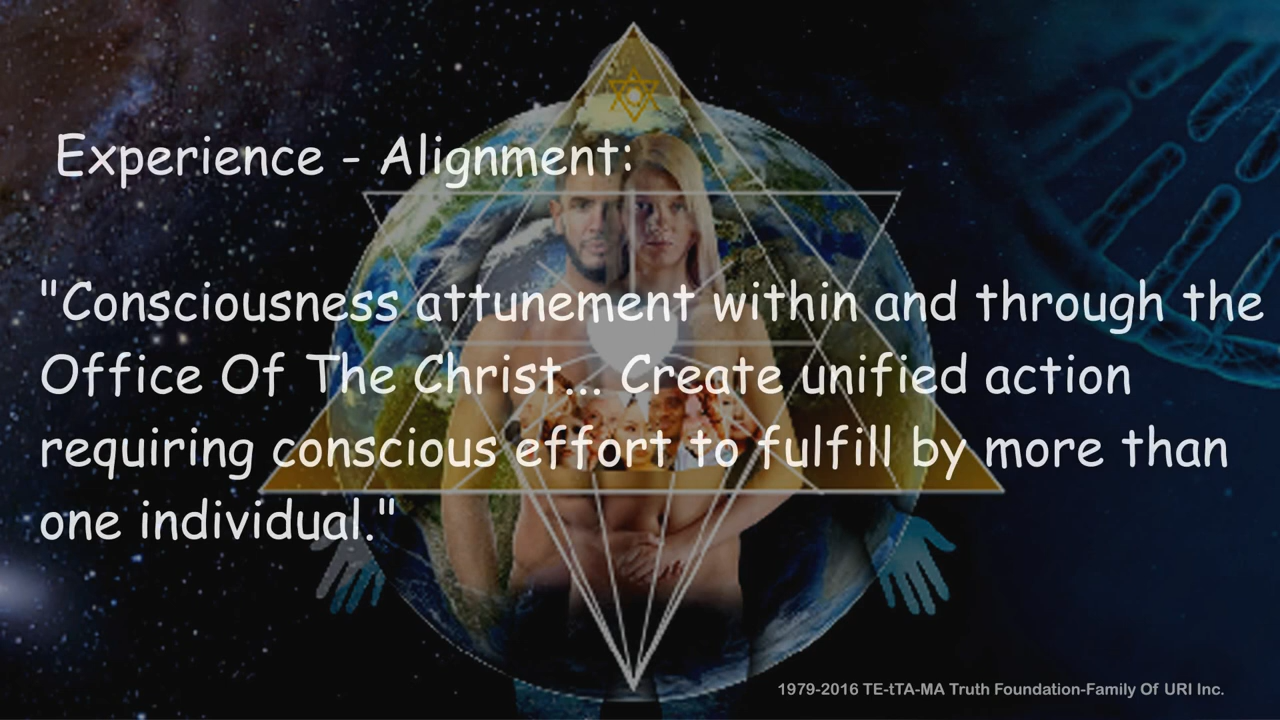 Experience - Alignment:
"Consciousness attunement within and through the
Office Of The Christ... Create unified action
requiring conscious effort to fulfill by more than
one individual."
1979-2016 TE-tTA-MA Truth Foundation-Family Of URI Inc.